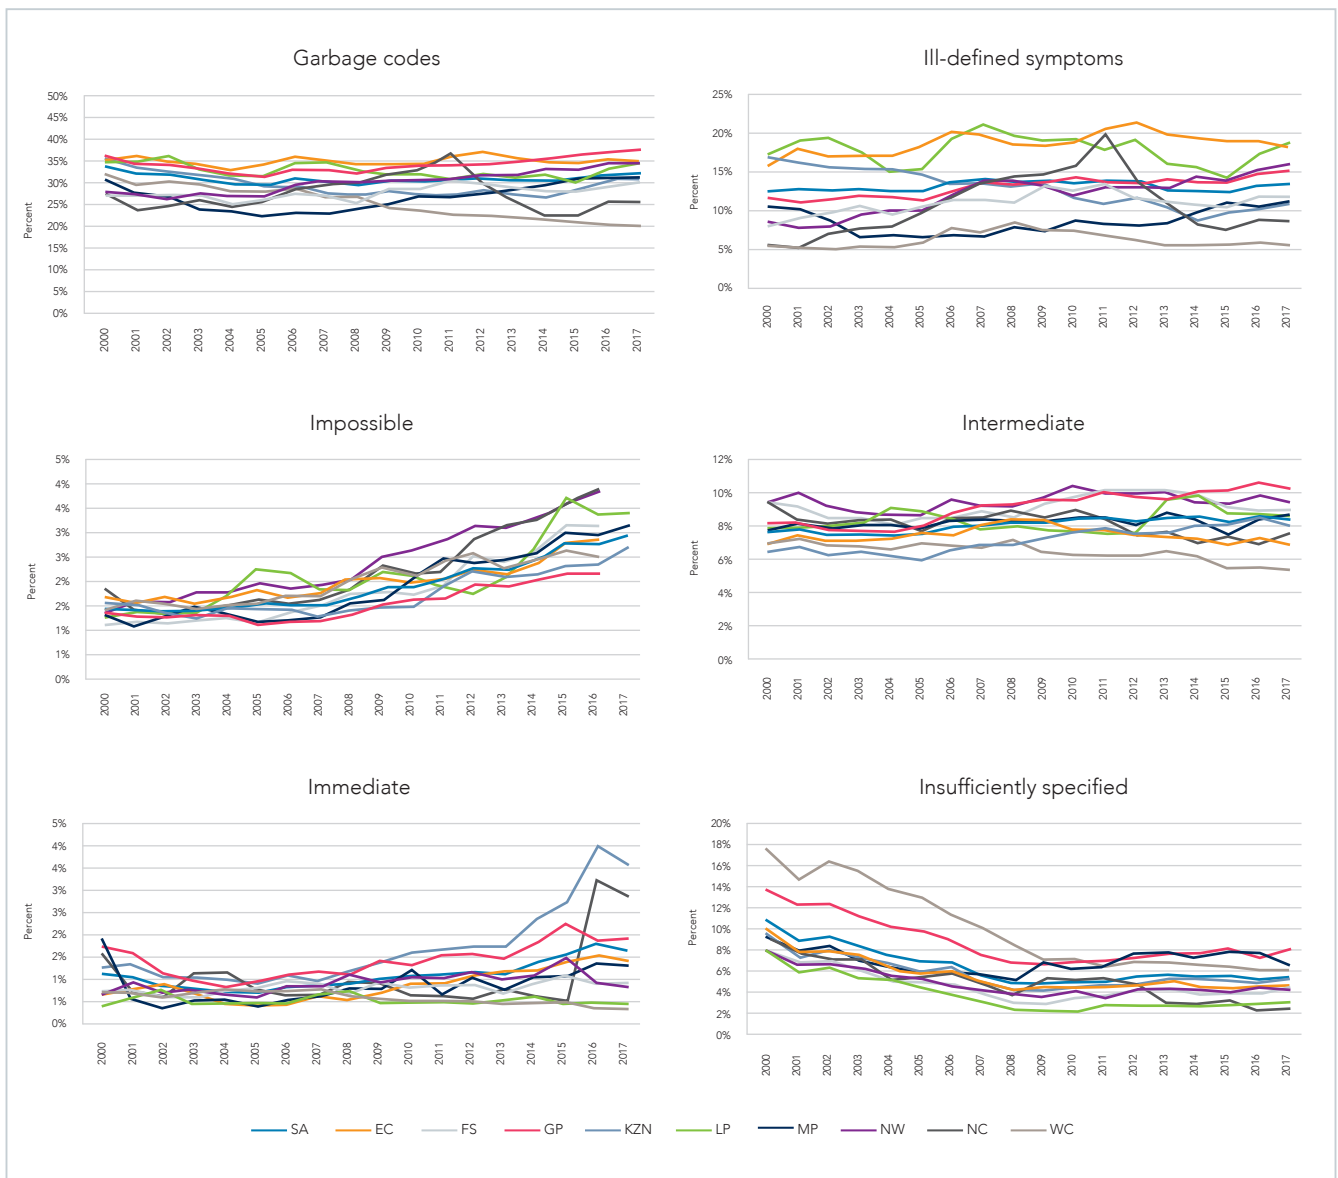 Garbage codes
50%
45%
40%
35%
30%
25%
20%
15%
10%
5%
0%
Percent
2000 2001 2002 2003 2004 2005 2006 2007 2008 2009 2010 2011 2012 2013 2014 2015 2016 2017
Ill-defined symptoms
25%
20%
15%
10%
5%
0%
Percent
2000 2001 2002 2003 2004 2005 2006 2007 2008 2009 2010 2011 2012 2013 2014 2015 2016 2017
Impossible
5%
4%
4%
3%
3%
2%
2%
1%
1%
0%
Percent
2000 2001 2002 2003 2004 2005 2006 2007 2008 2009 2010 2011 2012 2013 2014 2015 2016 2017
Intermediate
12%
10%
8%
6%
4%
2%
0%
Percent
2000 2001 2002 2003 2004 2005 2006 2007 2008 2009 2010 2011 2012 2013 2014 2015 2016 2017
Immediate
5%
4%
4%
3%
3%
2%
2%
1%
1%
0%
Percent
2000 2001 2002 2003 2004 2005 2006 2007 2008 2009 2010 2011 2012 2013 2014 2015 2016 2017
Insufficiently specified
20%
18%
16%
14%
12%
10%
8%
6%
4%
2%
0%
Percent
2000 2001 2002 2003 2004 2005 2006 2007 2008 2009 2010 2011 2012 2013 2014 2015 2016 2017
SA EC FS GP KZN LP MP NW NC WC